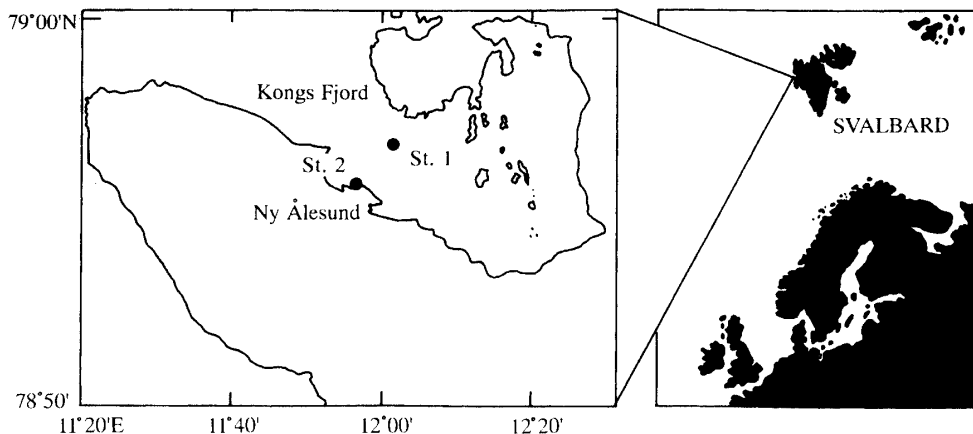 79°00'N
Kongs Fjord
SVALBARD
St. 1
St. 2
Ny Ålesund
78°50'
11°20'E
11°40'
12°00'
12°20'